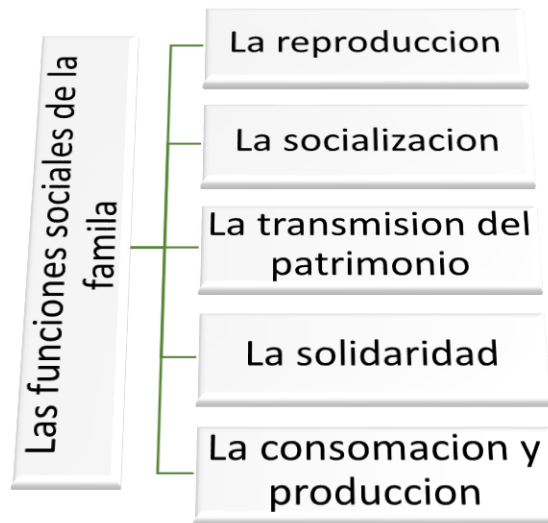 Las funciones sociales de la
famila
La reproduccion
La socializacion
La transmision del
patrimonio
La solidaridad
La consomacion y
produccion